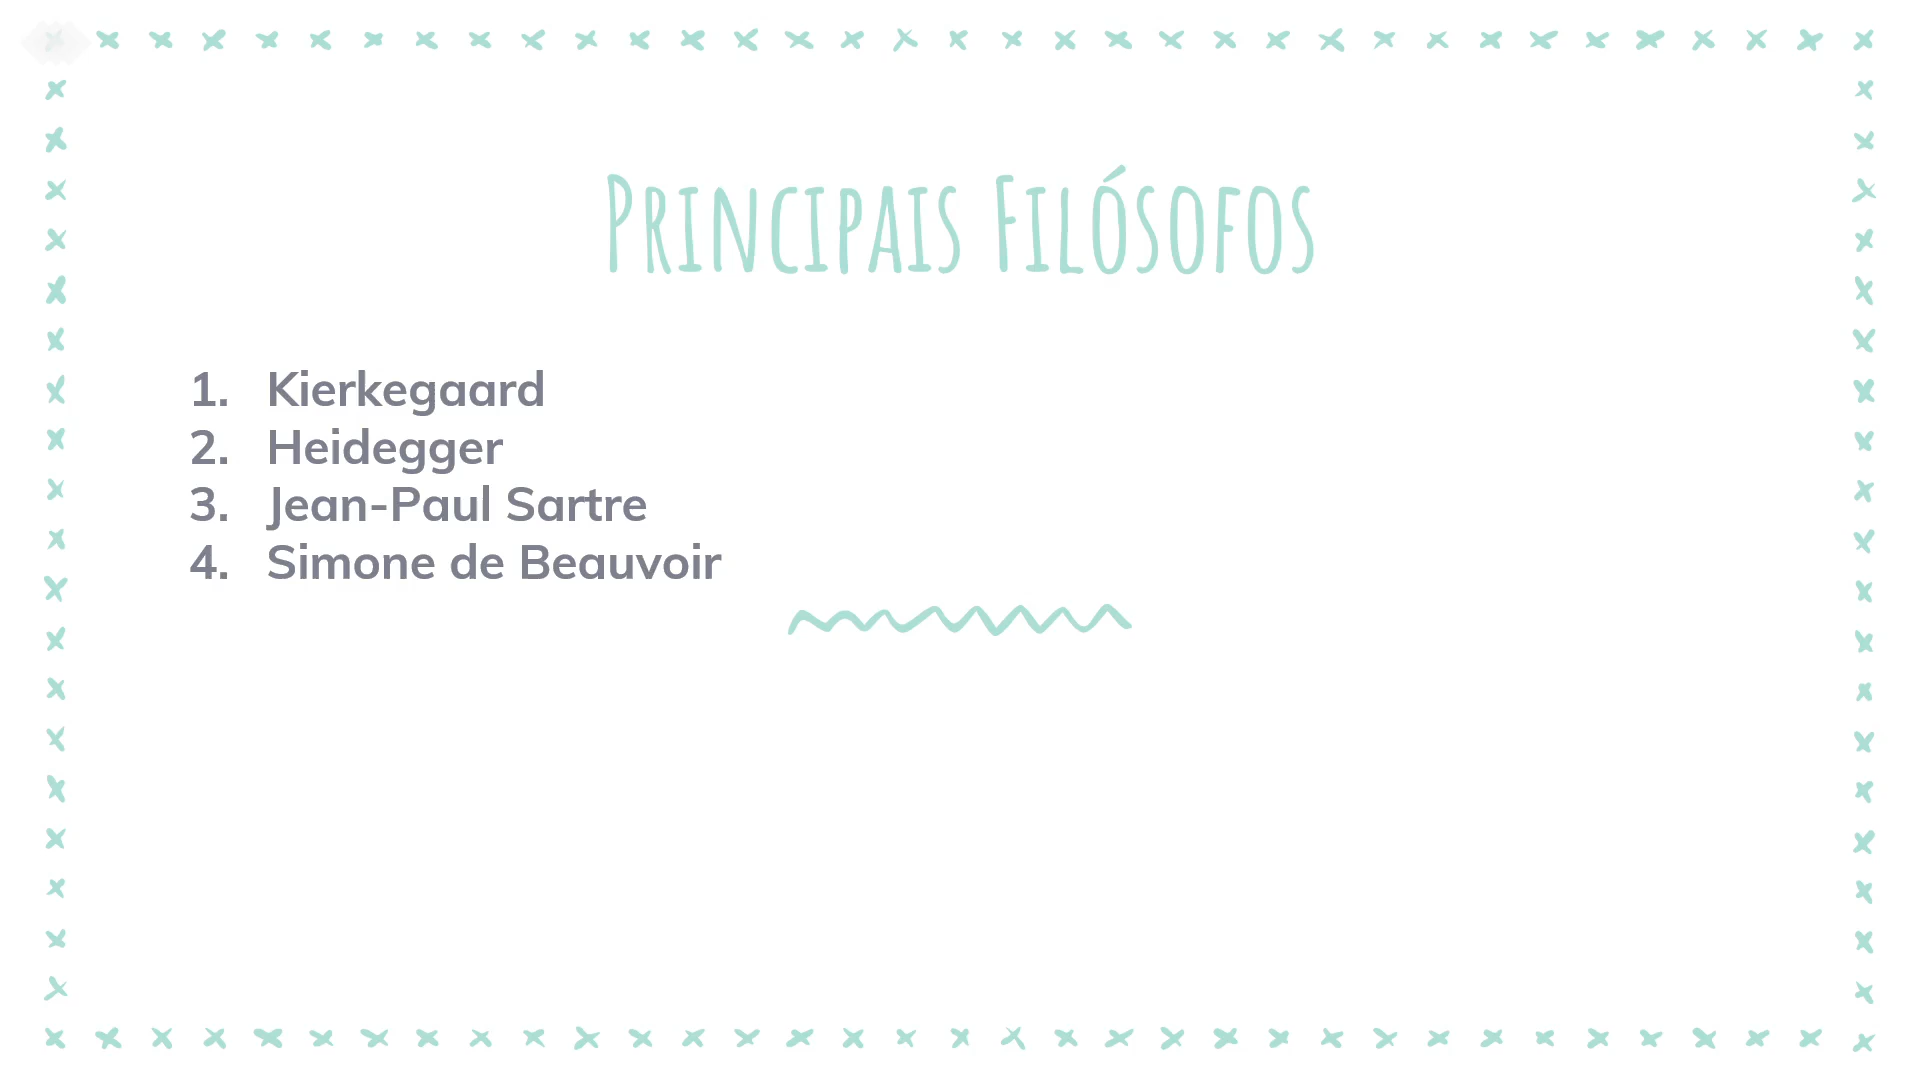 Principais Filósofos
1. Kierkegaard
2. Heidegger
3. Jean-Paul Sartre
4. Simone de Beauvoir